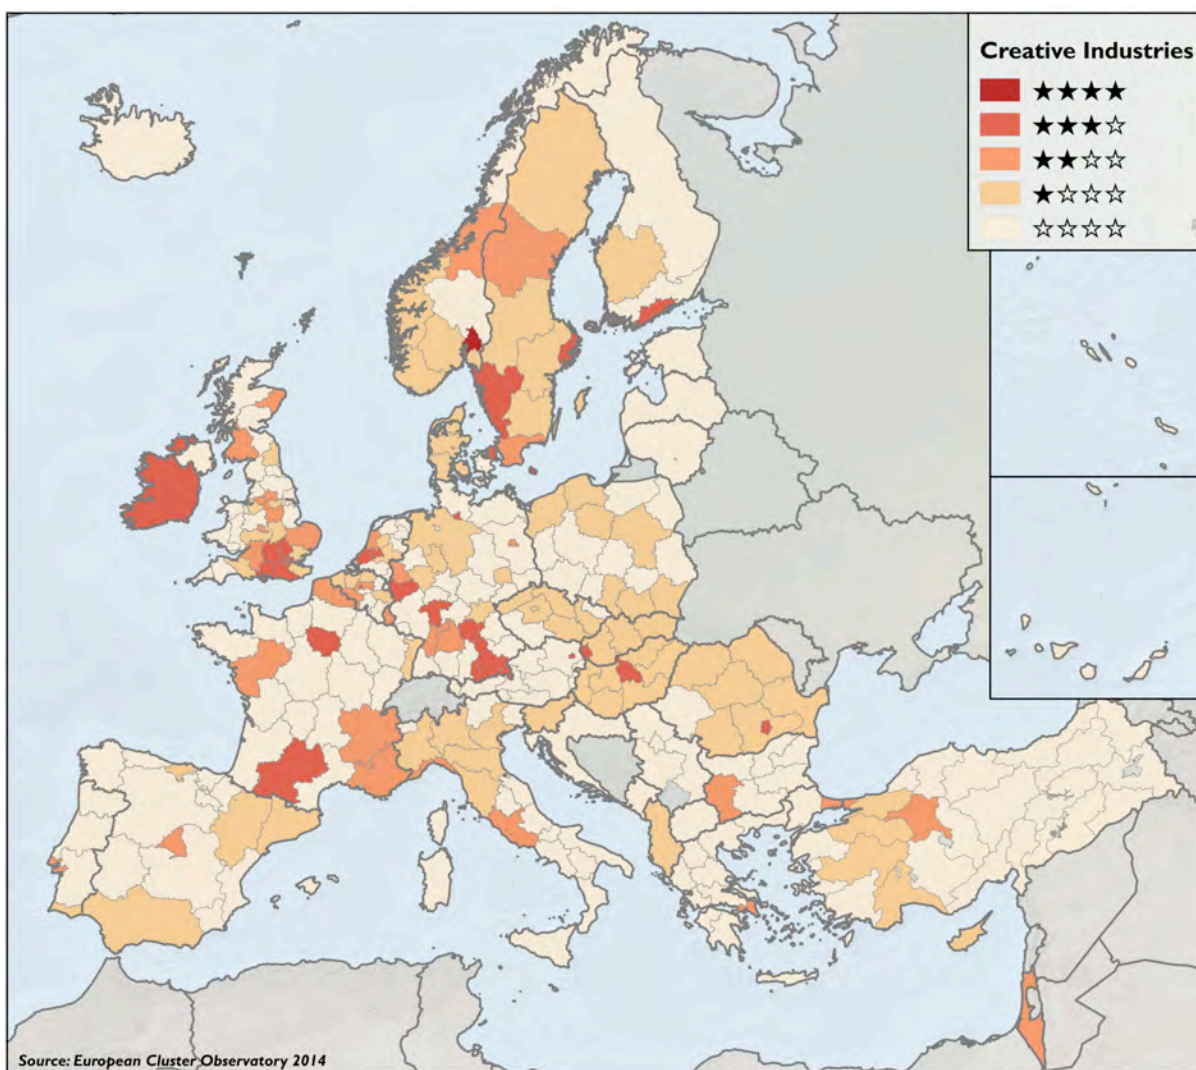 Creative Industries
★★★★
★★★☆
★★☆☆
★☆☆☆
☆☆☆☆
Source: European Cluster Observatory 2014